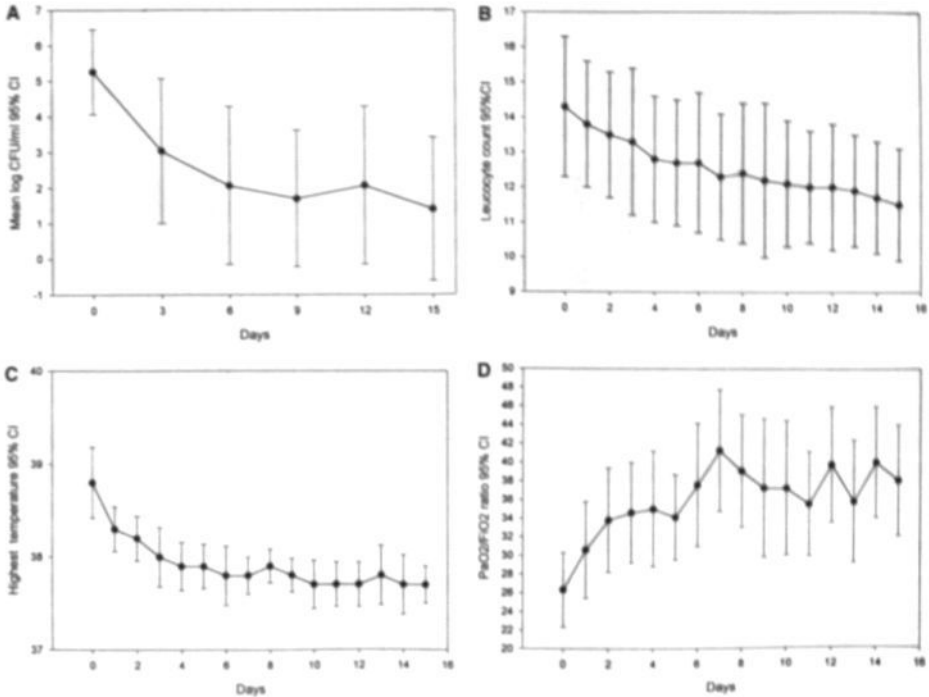 A
Mean log CFU/ml 95% CI
7
6
5
4
3
2
1
0
-1
0 3 6 9 12 15
Days
B
Leucocyte count 95%CI
17
16
15
14
13
12
11
10
9
0 2 4 6 8 10 12 14 16
Days
C
Highest temperature 95% CI
40
39
38
37
0 2 4 6 8 10 12 14 16
Days
D
PaO2/FiO2 ratio 95% CI
50
48
46
44
42
40
38
36
34
32
30
28
26
24
22
20
0 2 4 6 8 10 12 14 16
Days